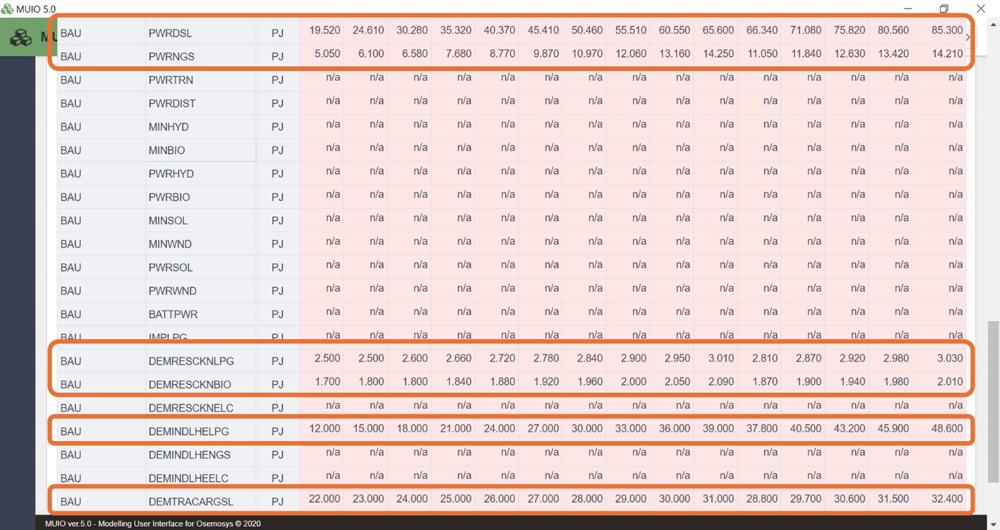 MUIO 5.0
MU
BAU PWRDSL PJ 19.520 24.610 30.280 35.320 40.370 45.410 50.460 55.510 60.550 65.600 66.340 71.080 75.820 80.560 85.300
BAU PWRNGS PJ 5.050 6.100 6.580 7.680 8.770 9.870 10.970 12.060 13.160 14.250 11.050 11.840 12.630 13.420 14.210
BAU PWRTRN PJ n/a n/a n/a n/a n/a n/a n/a n/a n/a n/a n/a n/a n/a n/a n/a
BAU PWRDIST PJ n/a n/a n/a n/a n/a n/a n/a n/a n/a n/a n/a n/a n/a n/a n/a
BAU MINHYD PJ n/a n/a n/a n/a n/a n/a n/a n/a n/a n/a n/a n/a n/a n/a n/a
BAU MINBIO PJ n/a n/a n/a n/a n/a n/a n/a n/a n/a n/a n/a n/a n/a n/a n/a
BAU PWRHYD PJ n/a n/a n/a n/a n/a n/a n/a n/a n/a n/a n/a n/a n/a n/a n/a
BAU PWRBIO PJ n/a n/a n/a n/a n/a n/a n/a n/a n/a n/a n/a n/a n/a n/a n/a
BAU MINSOL PJ n/a n/a n/a n/a n/a n/a n/a n/a n/a n/a n/a n/a n/a n/a n/a
BAU MINWND PJ n/a n/a n/a n/a n/a n/a n/a n/a n/a n/a n/a n/a n/a n/a n/a
BAU PWRSOL PJ n/a n/a n/a n/a n/a n/a n/a n/a n/a n/a n/a n/a n/a n/a n/a
BAU PWRWND PJ n/a n/a n/a n/a n/a n/a n/a n/a n/a n/a n/a n/a n/a n/a n/a
BAU BATTPWR PJ n/a n/a n/a n/a n/a n/a n/a n/a n/a n/a n/a n/a n/a n/a n/a
BAU IMPLPG PJ n/a n/a n/a n/a n/a n/a n/a n/a n/a n/a n/a n/a n/a n/a n/a
BAU DEMRESCKNLPG PJ 2.500 2.500 2.600 2.660 2.720 2.780 2.840 2.900 2.950 3.010 2.810 2.870 2.920 2.980 3.030
BAU DEMRESCKNBIO PJ 1.700 1.800 1.800 1.840 1.880 1.920 1.960 2.000 2.050 2.090 1.870 1.900 1.940 1.980 2.010
BAU DEMRESCKNELC PJ n/a n/a n/a n/a n/a n/a n/a n/a n/a n/a n/a n/a n/a n/a n/a
BAU DEMINDLHELPG PJ 12.000 15.000 18.000 21.000 24.000 27.000 30.000 33.000 36.000 39.000 37.800 40.500 43.200 45.900 48.600
BAU DEMINDLHENGS PJ n/a n/a n/a n/a n/a n/a n/a n/a n/a n/a n/a n/a n/a n/a n/a
BAU DEMINDLHEELC PJ n/a n/a n/a n/a n/a n/a n/a n/a n/a n/a n/a n/a n/a n/a n/a
BAU DEMTRACARGSL PJ 22.000 23.000 24.000 25.000 26.000 27.000 28.000 29.000 30.000 31.000 28.800 29.700 30.600 31.500 32.400
MUIO ver.5.0 - Modelling User Interface for Osemosys © 2020